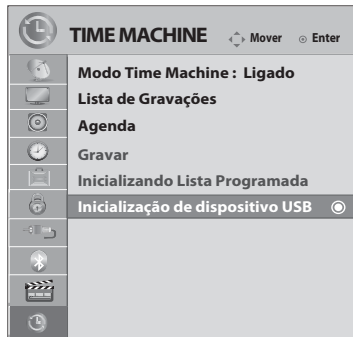 TIME MACHINE Mover Enter
Modo Time Machine : Ligado
Lista de Gravações
Agenda
Gravar
Inicializando Lista Programada
Inicialização de dispositivo USB